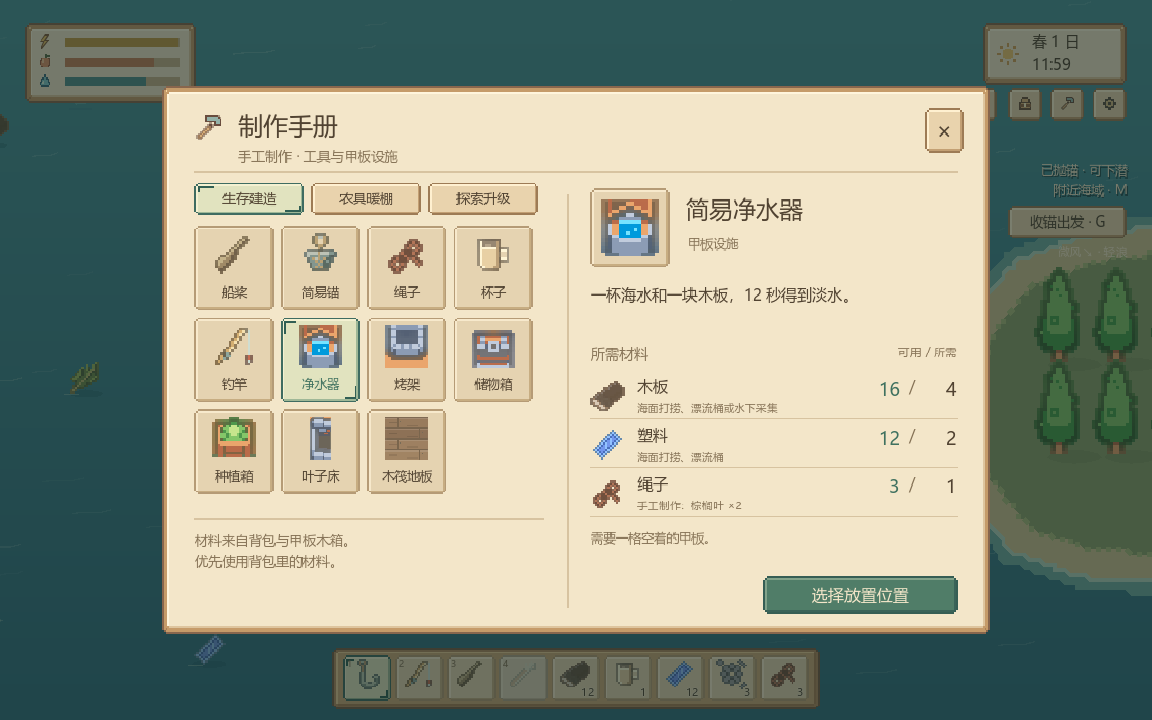 春 1 日
11:59
制作手册
手工制作 · 工具与甲板设施
×
生存建造
农具暖棚
探索升级
船桨
简易锚
绳子
杯子
钓竿
净水器
烤架
储物箱
种植箱
叶子床
木筏地板
材料来自背包与甲板木箱。
优先使用背包里的材料。
简易净水器
甲板设施
一杯海水和一块木板，12 秒得到淡水。
所需材料
可用 / 所需
木板
16 / 4
海面打捞、漂流桶或水下采集
塑料
12 / 2
海面打捞、漂流桶
绳子
3 / 1
手工制作：棕榈叶 ×2
需要一格空着的甲板。
选择放置位置
已抛锚 · 可下潜
附近海域 · M
收锚出发 · G
2
3
4
12
1
12
3
3